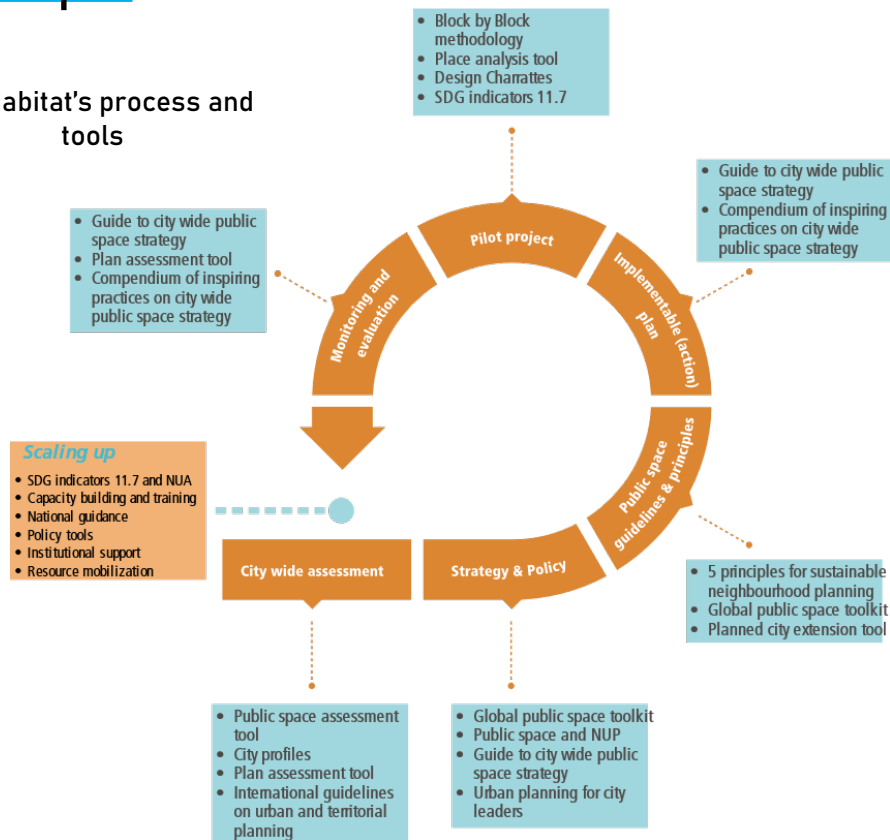 abitat's process and
tools
• Block by Block
methodology
• Place analysis tool
• Design Charrattes
• SDG indicators 11.7
• Guide to city wide public
space strategy
• Compendium of inspiring
practices on city wide
public space strategy
• Guide to city wide public
space strategy
• Plan assessment tool
• Compendium of inspiring
practices on city wide
public space strategy
Pilot project
Implementable (action)
plan
Monitoring and
evaluation
Public space
guidelines & principles
Scaling up
• SDG indicators 11.7 and NUA
• Capacity building and training
• National guidance
• Policy tools
• Institutional support
• Resource mobilization
City wide assessment
Strategy & Policy
• 5 principles for sustainable
neighbourhood planning
• Global public space toolkit
• Planned city extension tool
• Public space assessment
tool
• City profiles
• Plan assessment tool
• International guidelines
on urban and territorial
planning
• Global public space toolkit
• Public space and NUP
• Guide to city wide public
space strategy
• Urban planning for city
leaders